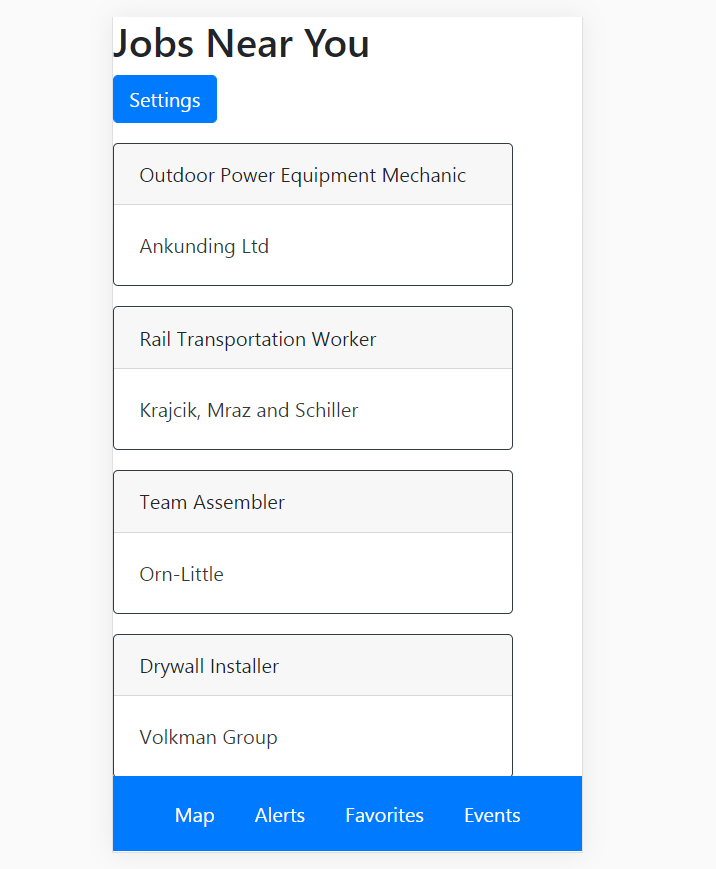 Jobs Near You
Settings
Outdoor Power Equipment Mechanic
Ankunding Ltd
Rail Transportation Worker
Krajcik, Mraz and Schiller
Team Assembler
Orn-Little
Drywall Installer
Volkman Group
Map Alerts Favorites Events